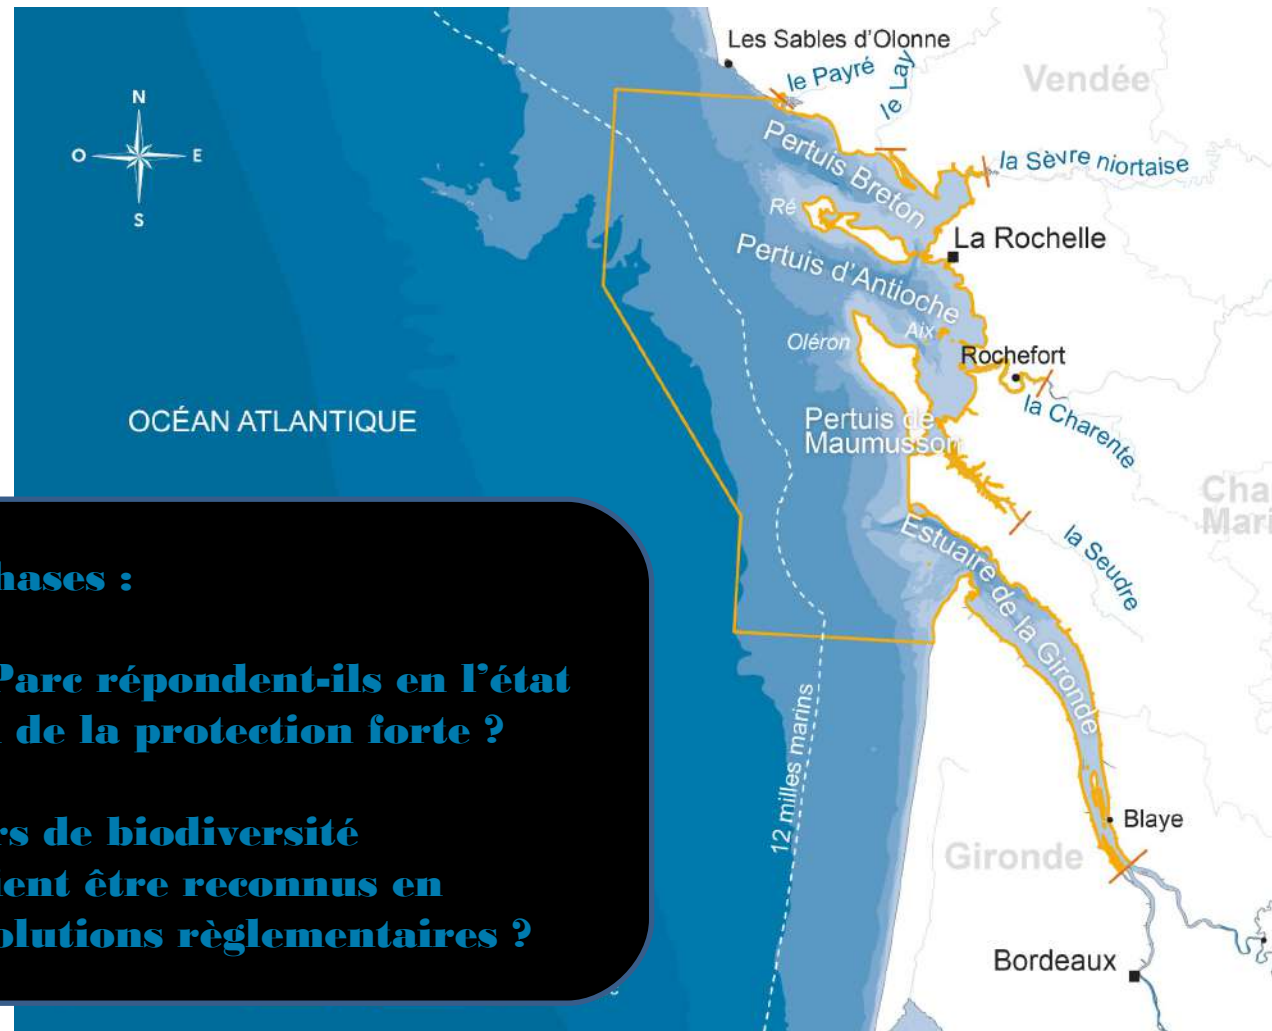 Les Sables d'Olonne
le Payré
le Lay
Vendée
N
O
E
S
Pertuis Breton
la Sèvre niortaise
Ré
La Rochelle
Pertuis d'Antioche
Aix
Oléron
Rochefort
OCÉAN ATLANTIQUE
Pertuis de
Maumusson
la Charente
Cha
Mari
la Seudre
Estuaire de la Gironde
hases :
Parc répondent-ils en l'état
de la protection forte ?
rs de biodiversité
ient être reconnus en
olutions règlementaires ?
12 milles marins
Blaye
Gironde
Bordeaux